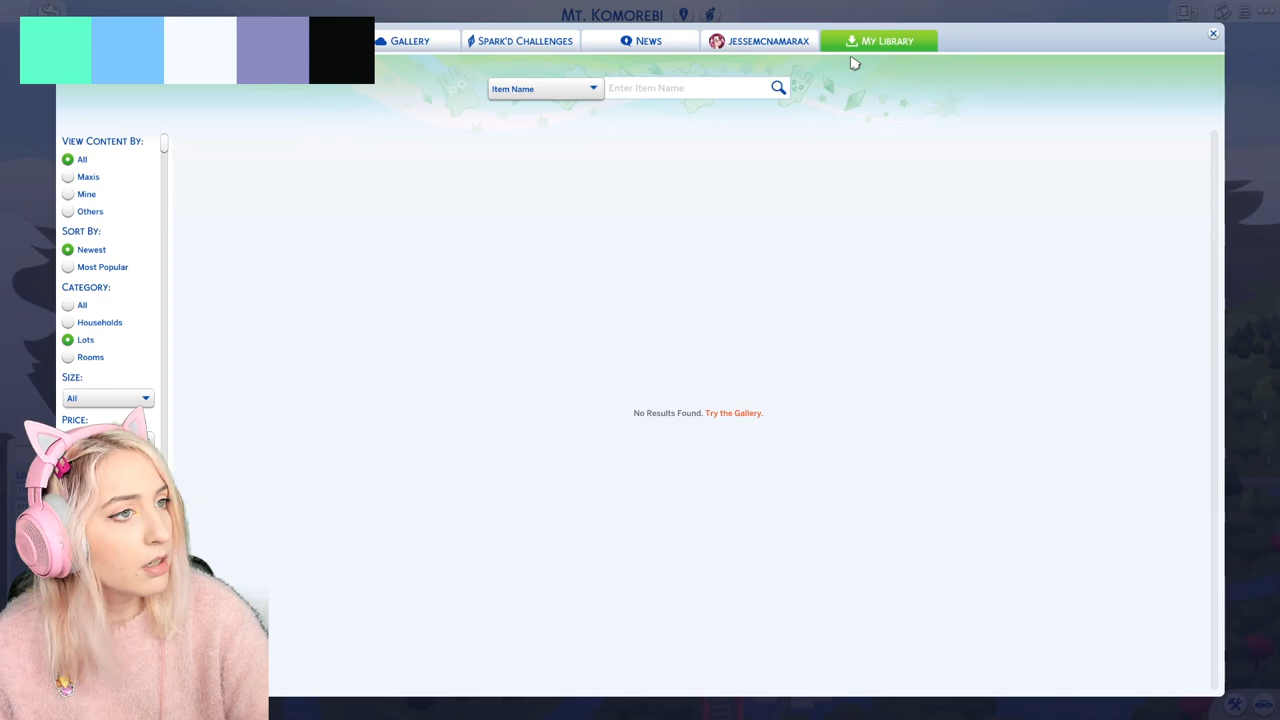 Mt. Komorebi
Gallery
Spark'd Challenges
News
jessemcnamarax
My Library
Item Name
Enter Item Name
View Content By:
All
Maxis
Mine
Others
Sort By:
Newest
Most Popular
Category:
All
Households
Lots
Rooms
Size:
All
Price:
No Results Found. Try the Gallery.